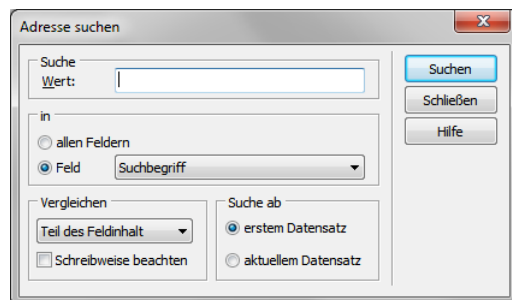 Adresse suchen
Suche
Wert:
in
allen Feldern
Feld
Suchbegriff
Vergleichen
Teil des Feldinhalt
Schreibweise beachten
Suche ab
erstem Datensatz
aktuellem Datensatz
Suchen
Schließen
Hilfe